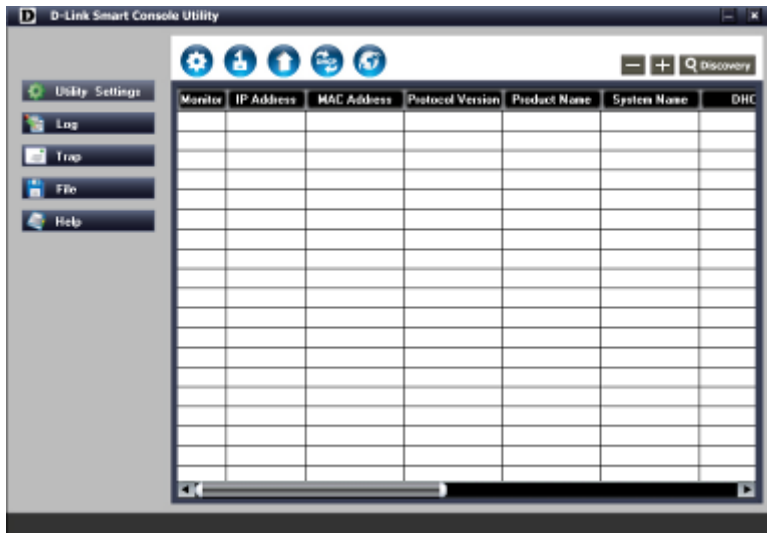 D D-Link Smart Console Utility
Discovery
Utility Settings
Log
Trap
File
Help
Monitor IP Address MAC Address Protocol Version Product Name System Name DHC